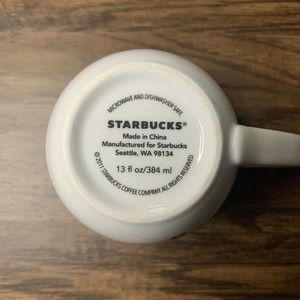 MICROWAVE AND DISHWASHER SAFE.
STARBUCKS®
Made in China
Manufactured for Starbucks
Seattle, WA 98134
13 fl oz/384 ml
© 2011 STARBUCKS COFFEE COMPANY. ALL RIGHTS RESERVED